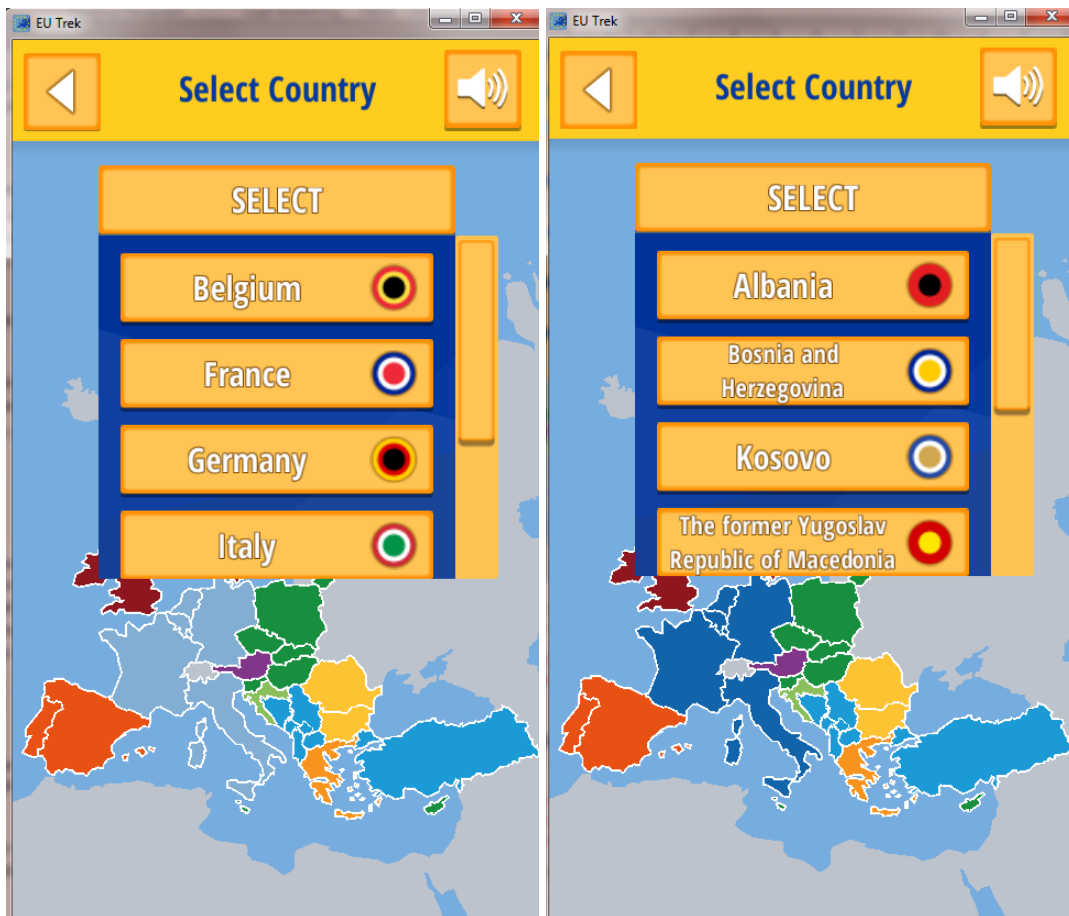 EU Trek
Select Country
SELECT
Belgium
France
Germany
Italy
EU Trek
Select Country
SELECT
Albania
Bosnia and
Herzegovina
Kosovo
The former Yugoslav
Republic of Macedonia